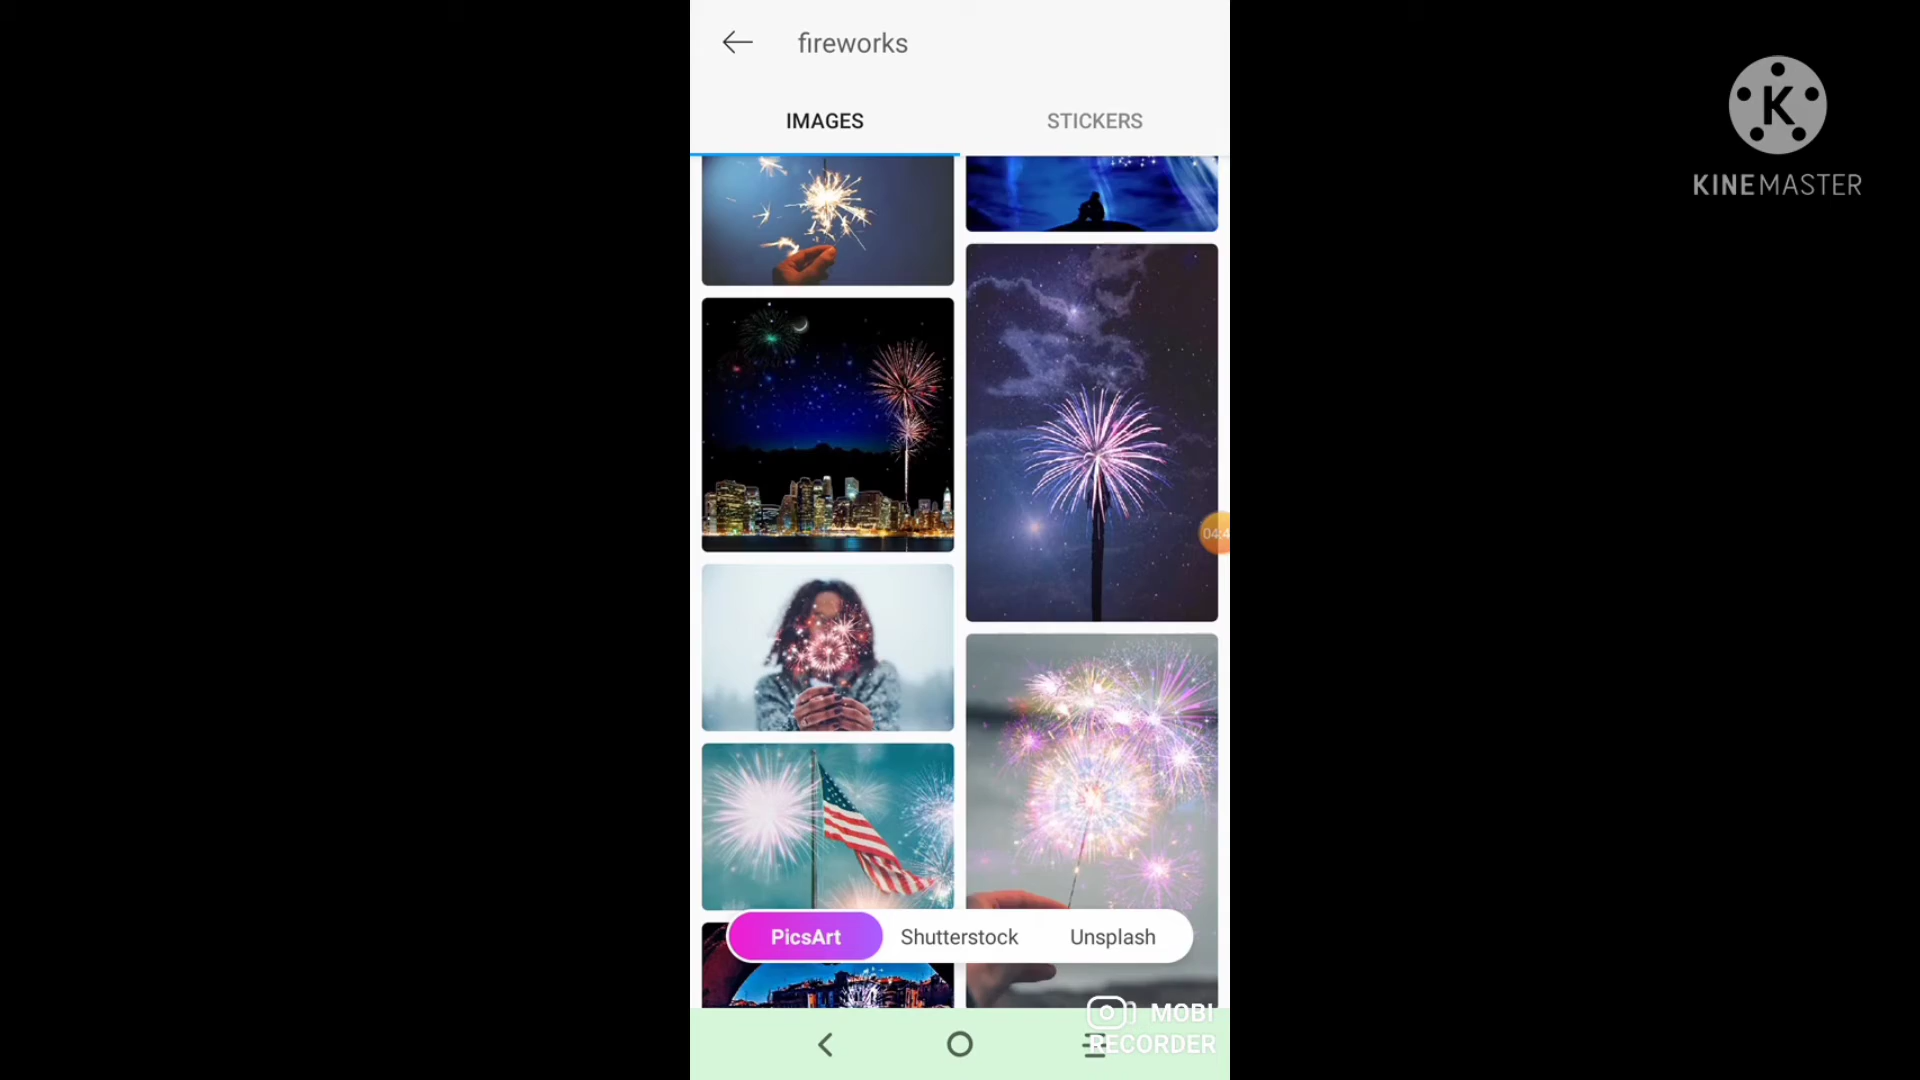 fireworks
IMAGES
STICKERS
K
KINEMASTER
PicsArt
Shutterstock
Unsplash
MOBI
RECORDER